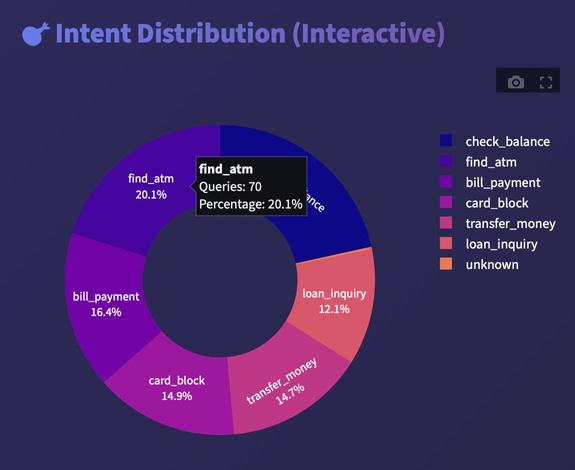 Intent Distribution (Interactive)
check_balance
find_atm
bill_payment
card_block
transfer_money
loan_inquiry
unknown
find_atm
20.1%
find_atm
Queries: 70
Percentage: 20.1%
bill_payment
16.4%
loan_inquiry
12.1%
card_block
14.9%
transfer_money
14.7%